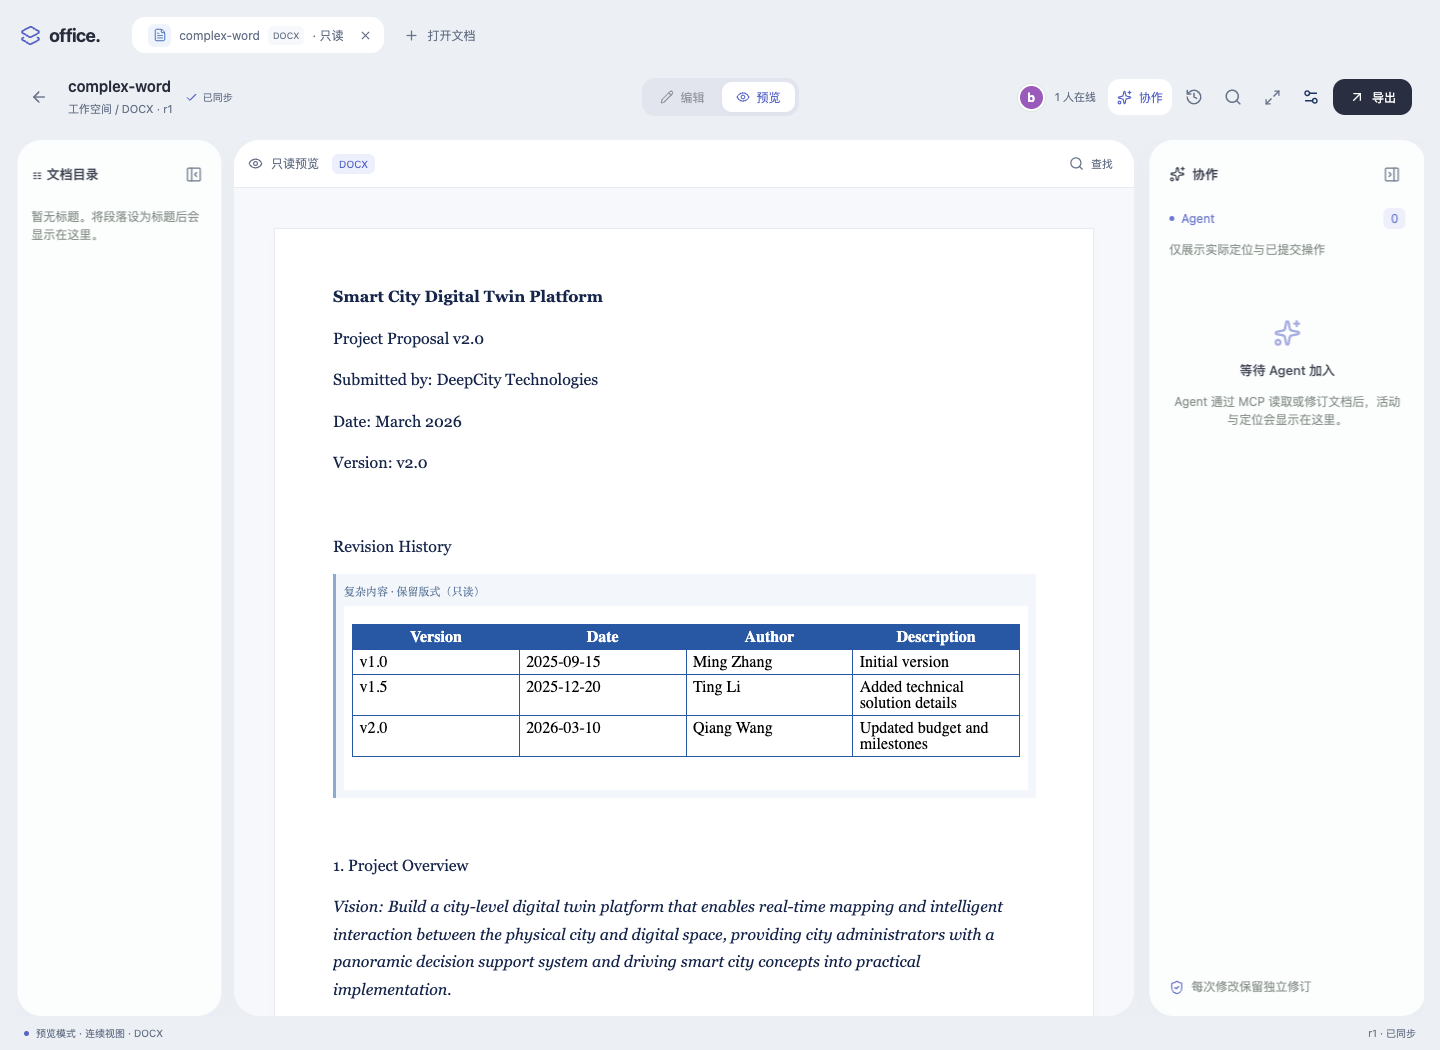 office.
complex-word DOCX · 只读
打开文档
complex-word
工作空间 / DOCX · r1
已同步
编辑
预览
b
1 人在线
协作
导出
文档目录
暂无标题。将段落设为标题后会
显示在这里。
只读预览 DOCX
查找
Smart City Digital Twin Platform
Project Proposal v2.0
Submitted by: DeepCity Technologies
Date: March 2026
Version: v2.0
Revision History
复杂内容 · 保留版式（只读）
Version Date Author Description
v1.0 2025-09-15 Ming Zhang Initial version
v1.5 2025-12-20 Ting Li Added technical
solution details
v2.0 2026-03-10 Qiang Wang Updated budget and
milestones
1. Project Overview
Vision: Build a city-level digital twin platform that enables real-time mapping and intelligent
interaction between the physical city and digital space, providing city administrators with a
panoramic decision support system and driving smart city concepts into practical
implementation.
协作
Agent 0
仅展示实际定位与已提交操作
等待 Agent 加入
Agent 通过 MCP 读取或修订文档后，活动
与定位会显示在这里。
每次修改保留独立修订
预览模式 · 连续视图 · DOCX
r1 · 已同步